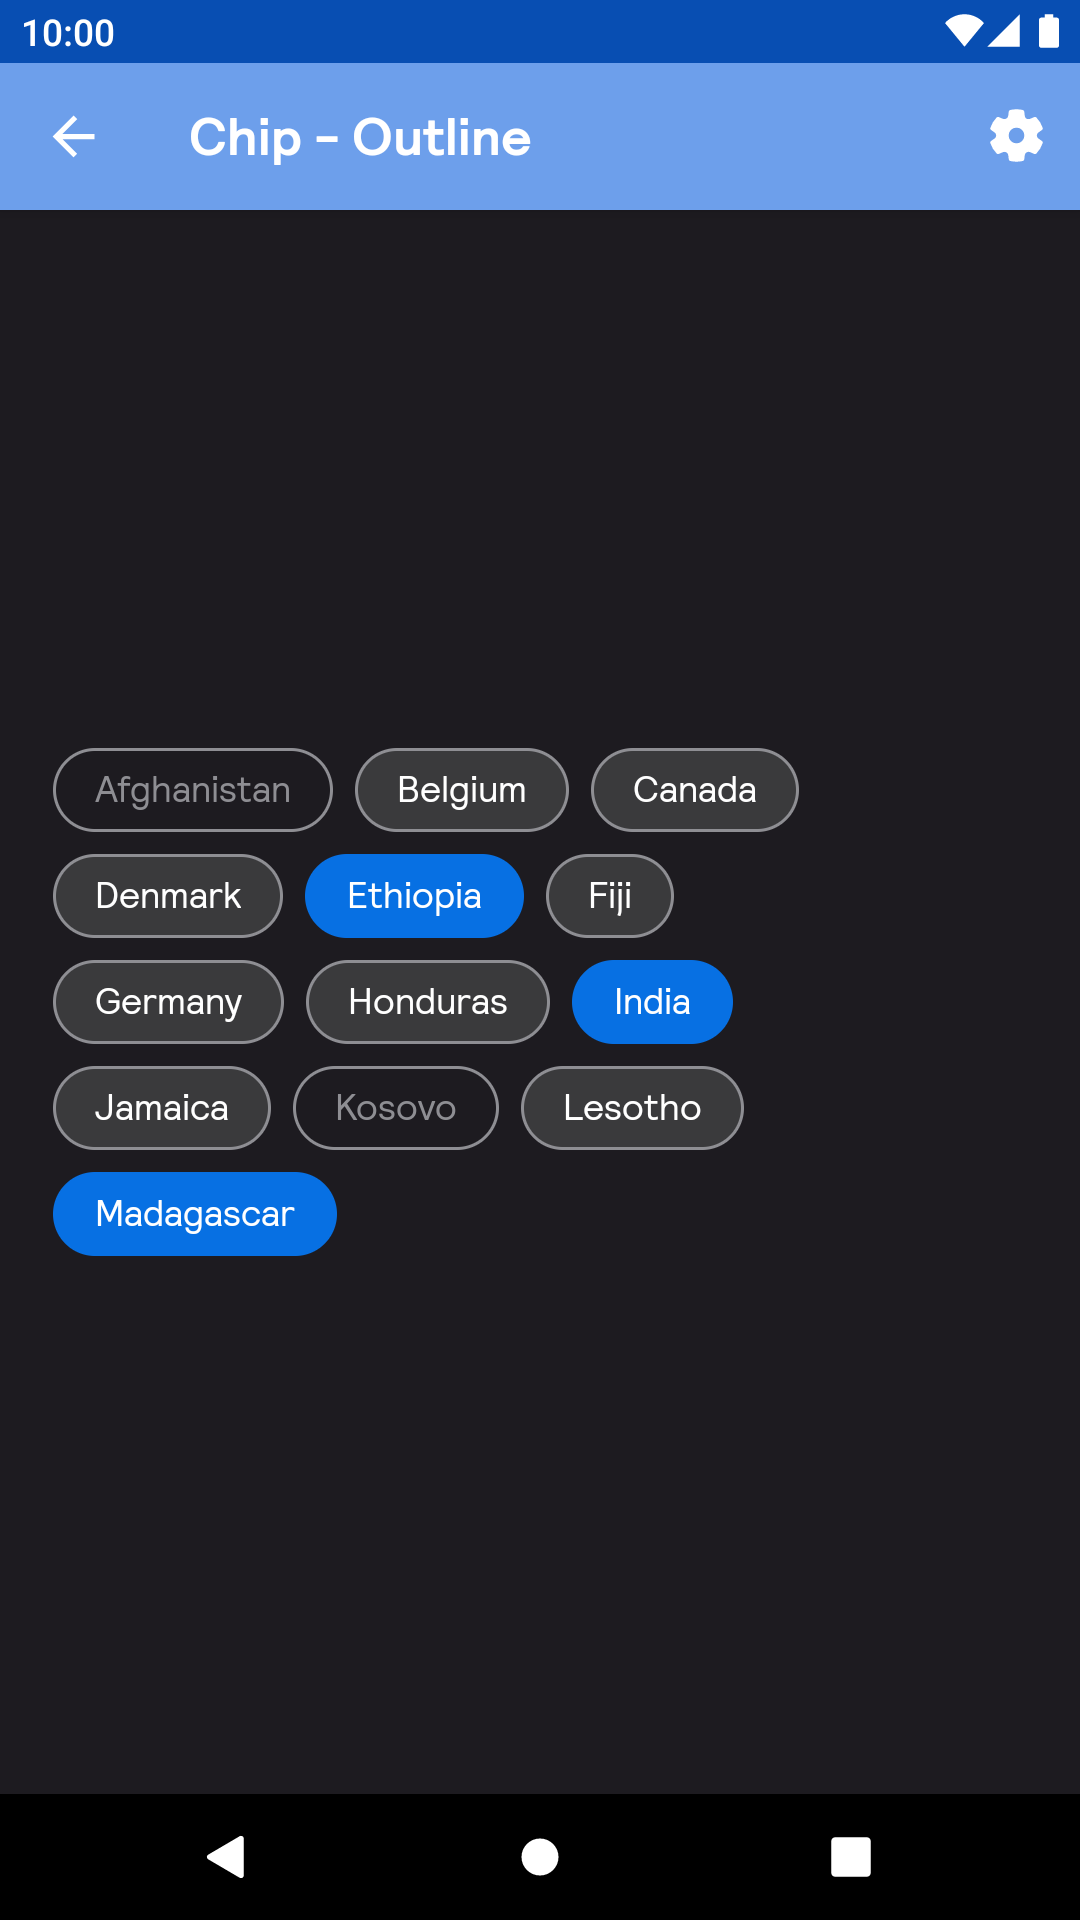 10:00
Chip - Outline
Afghanistan Belgium Canada
Denmark Ethiopia Fiji
Germany Honduras India
Jamaica Kosovo Lesotho
Madagascar